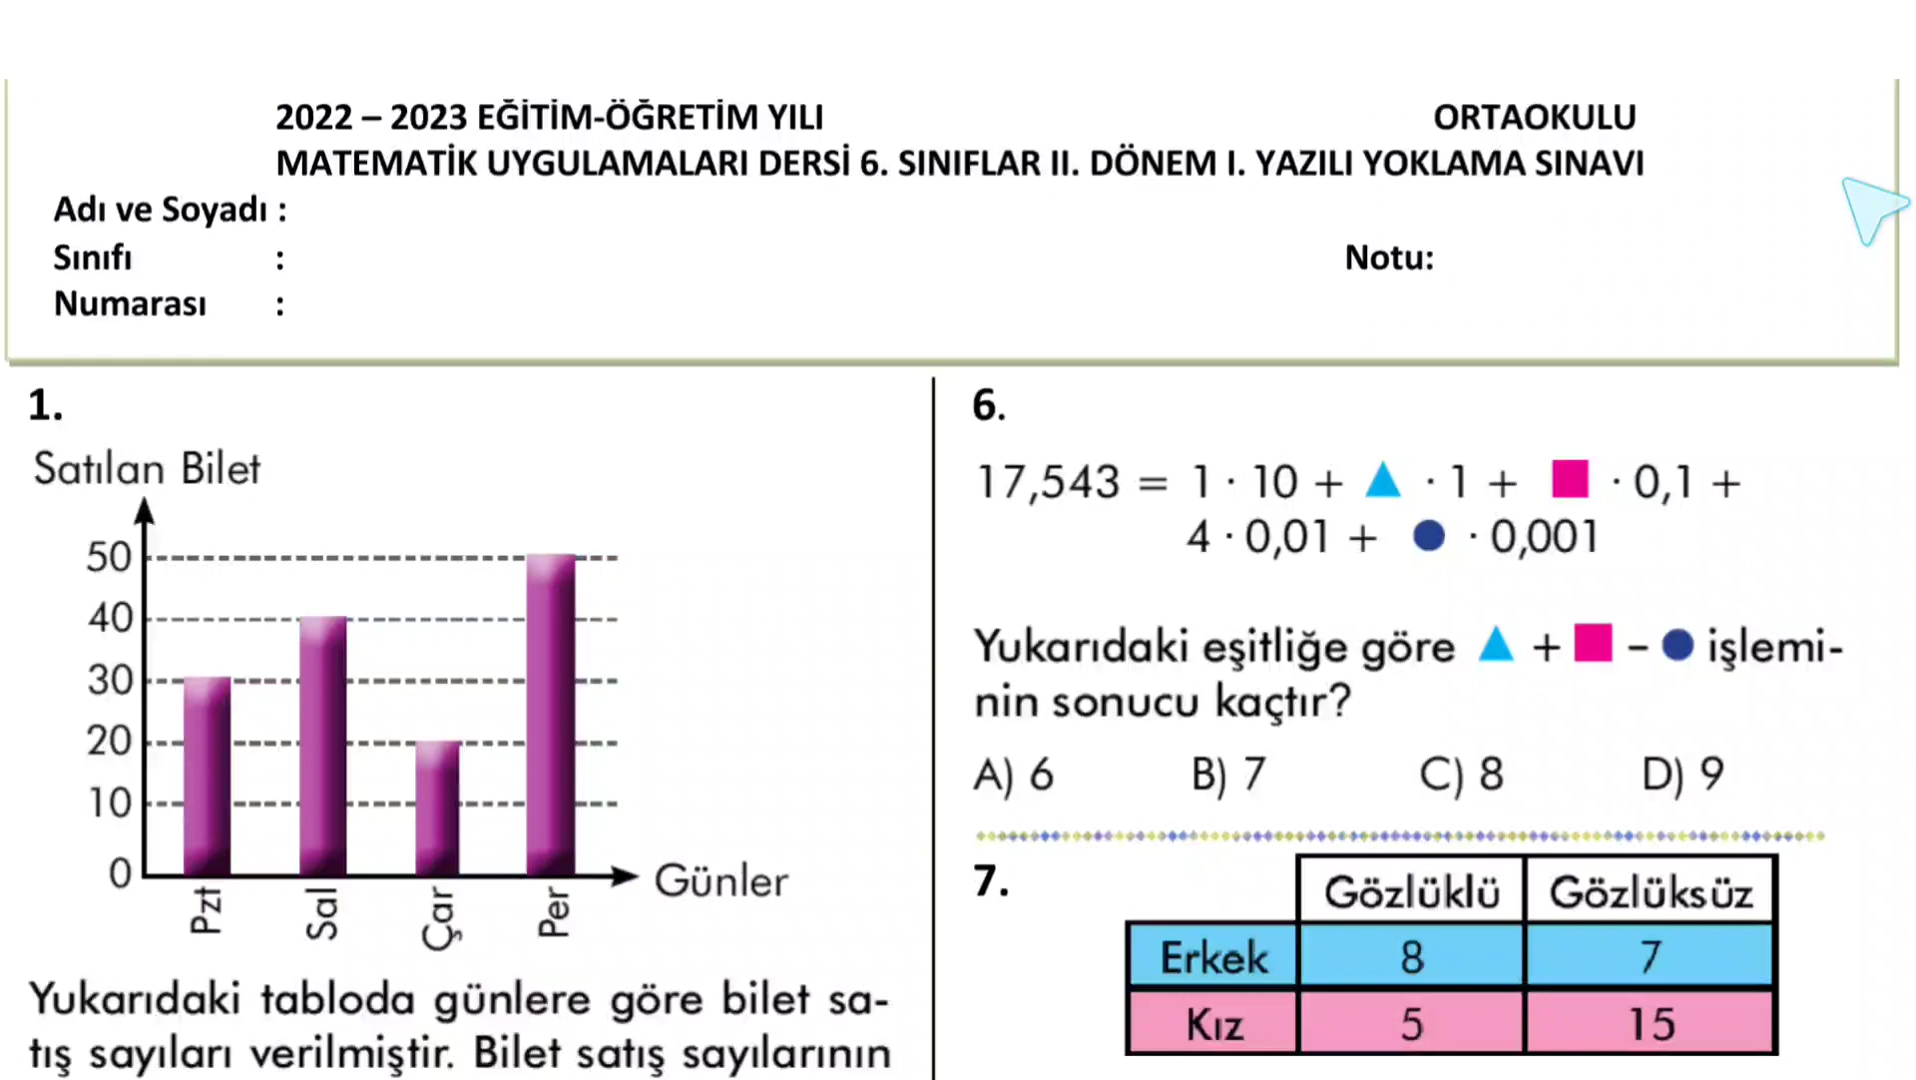 2022 – 2023 EĞİTİM-ÖĞRETİM YILI ORTAOKULU
MATEMATİK UYGULAMALARI DERSİ 6. SINIFLAR II. DÖNEM I. YAZILI YOKLAMA SINAVI
Adı ve Soyadı :
Sınıfı : Notu:
Numarası :
1.
Satılan Bilet
50
40
30
20
10
0
Pzt Sal Çar Per Günler
Yukarıdaki tabloda günlere göre bilet sa-
tış sayıları verilmiştir. Bilet satış sayılarının
6.
17,543 = 1 · 10 + ▲ · 1 + ■ · 0,1 +
4 · 0,01 + ● · 0,001
Yukarıdaki eşitliğe göre ▲ + ■ – ● işlemi-
nin sonucu kaçtır?
A) 6 B) 7 C) 8 D) 9
7.
Gözlüklü Gözlüksüz
Erkek 8 7
Kız 5 15